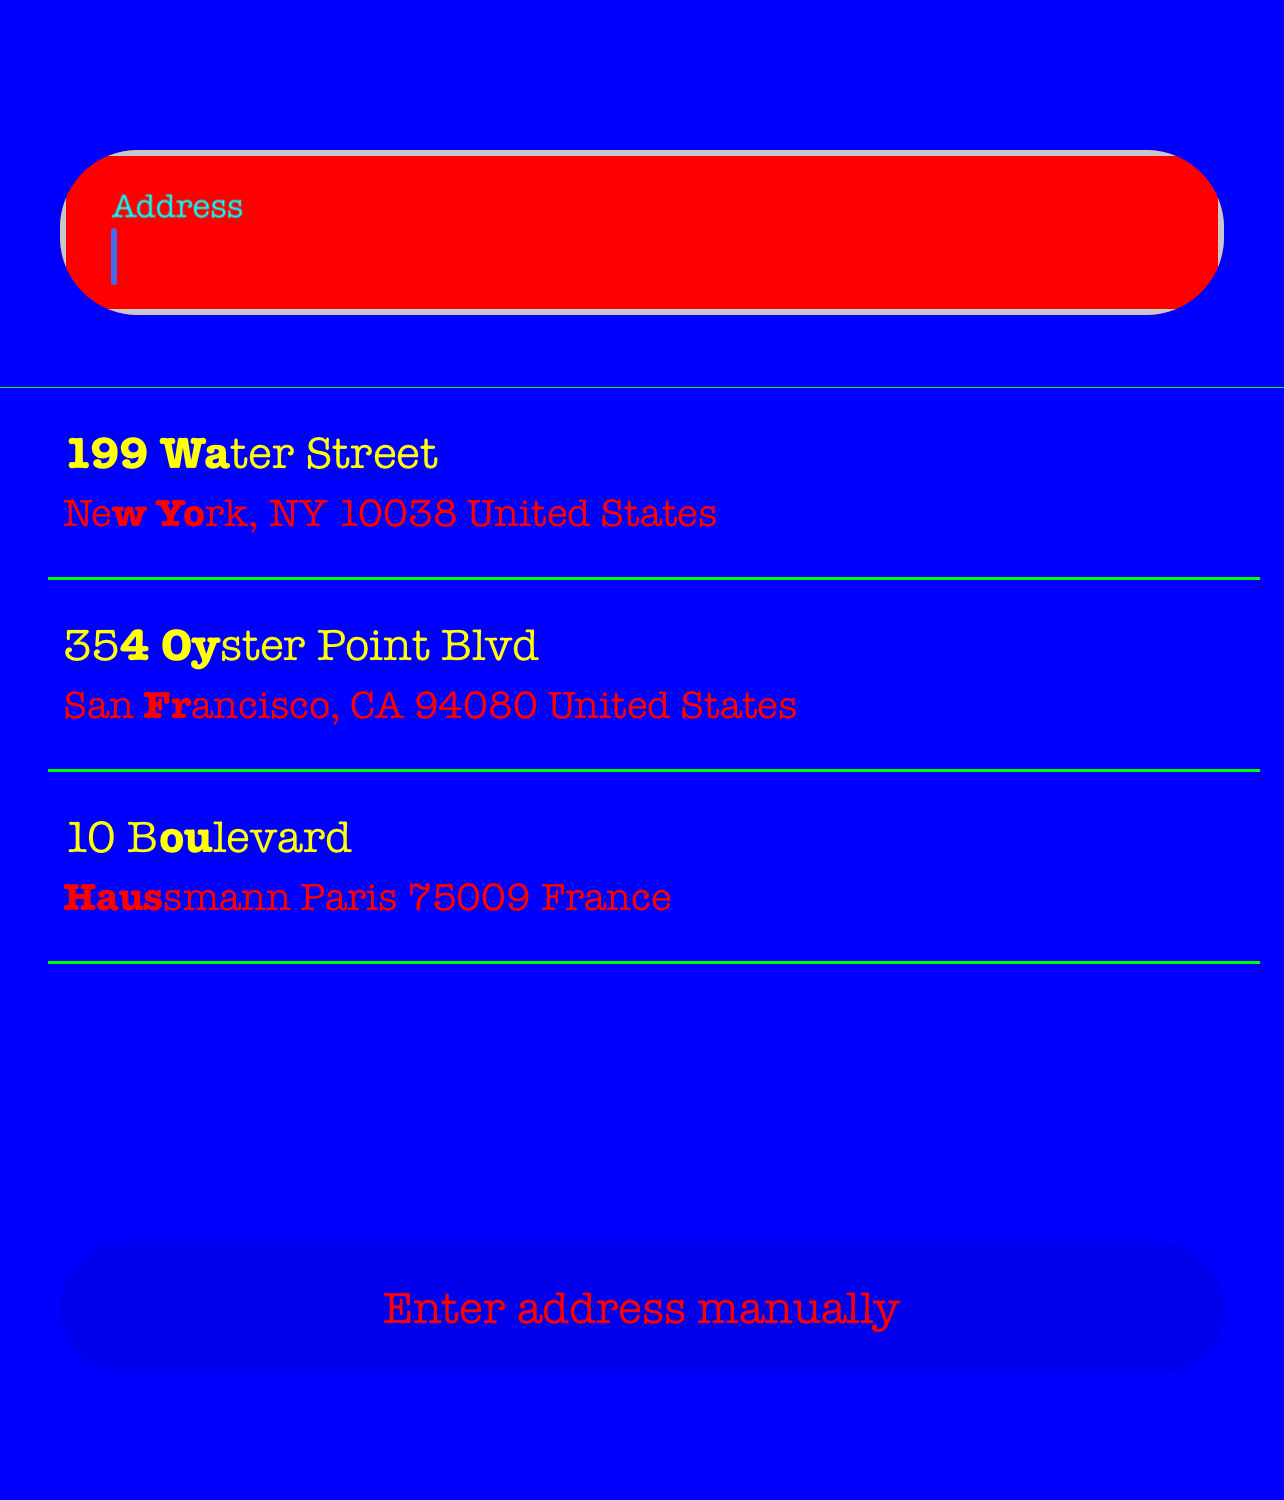 Address
199 Water Street
New York, NY 10038 United States
354 Oyster Point Blvd
San Francisco, CA 94080 United States
10 Boulevard
Haussmann Paris 75009 France
Enter address manually